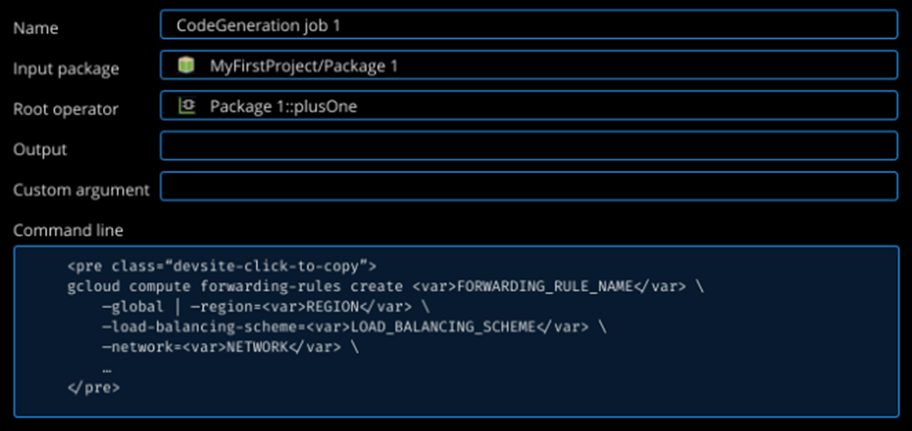 Name CodeGeneration job 1
Input package MyFirstProject/Package 1
Root operator Package 1::plusOne
Output
Custom argument
Command line
<pre class="devsite-click-to-copy">
gcloud compute forwarding-rules create <var>FORWARDING_RULE_NAME</var> \
—global | —region=<var>REGION</var> \
—load-balancing-scheme=<var>LOAD_BALANCING_SCHEME</var> \
—network=<var>NETWORK</var> \
…
</pre>